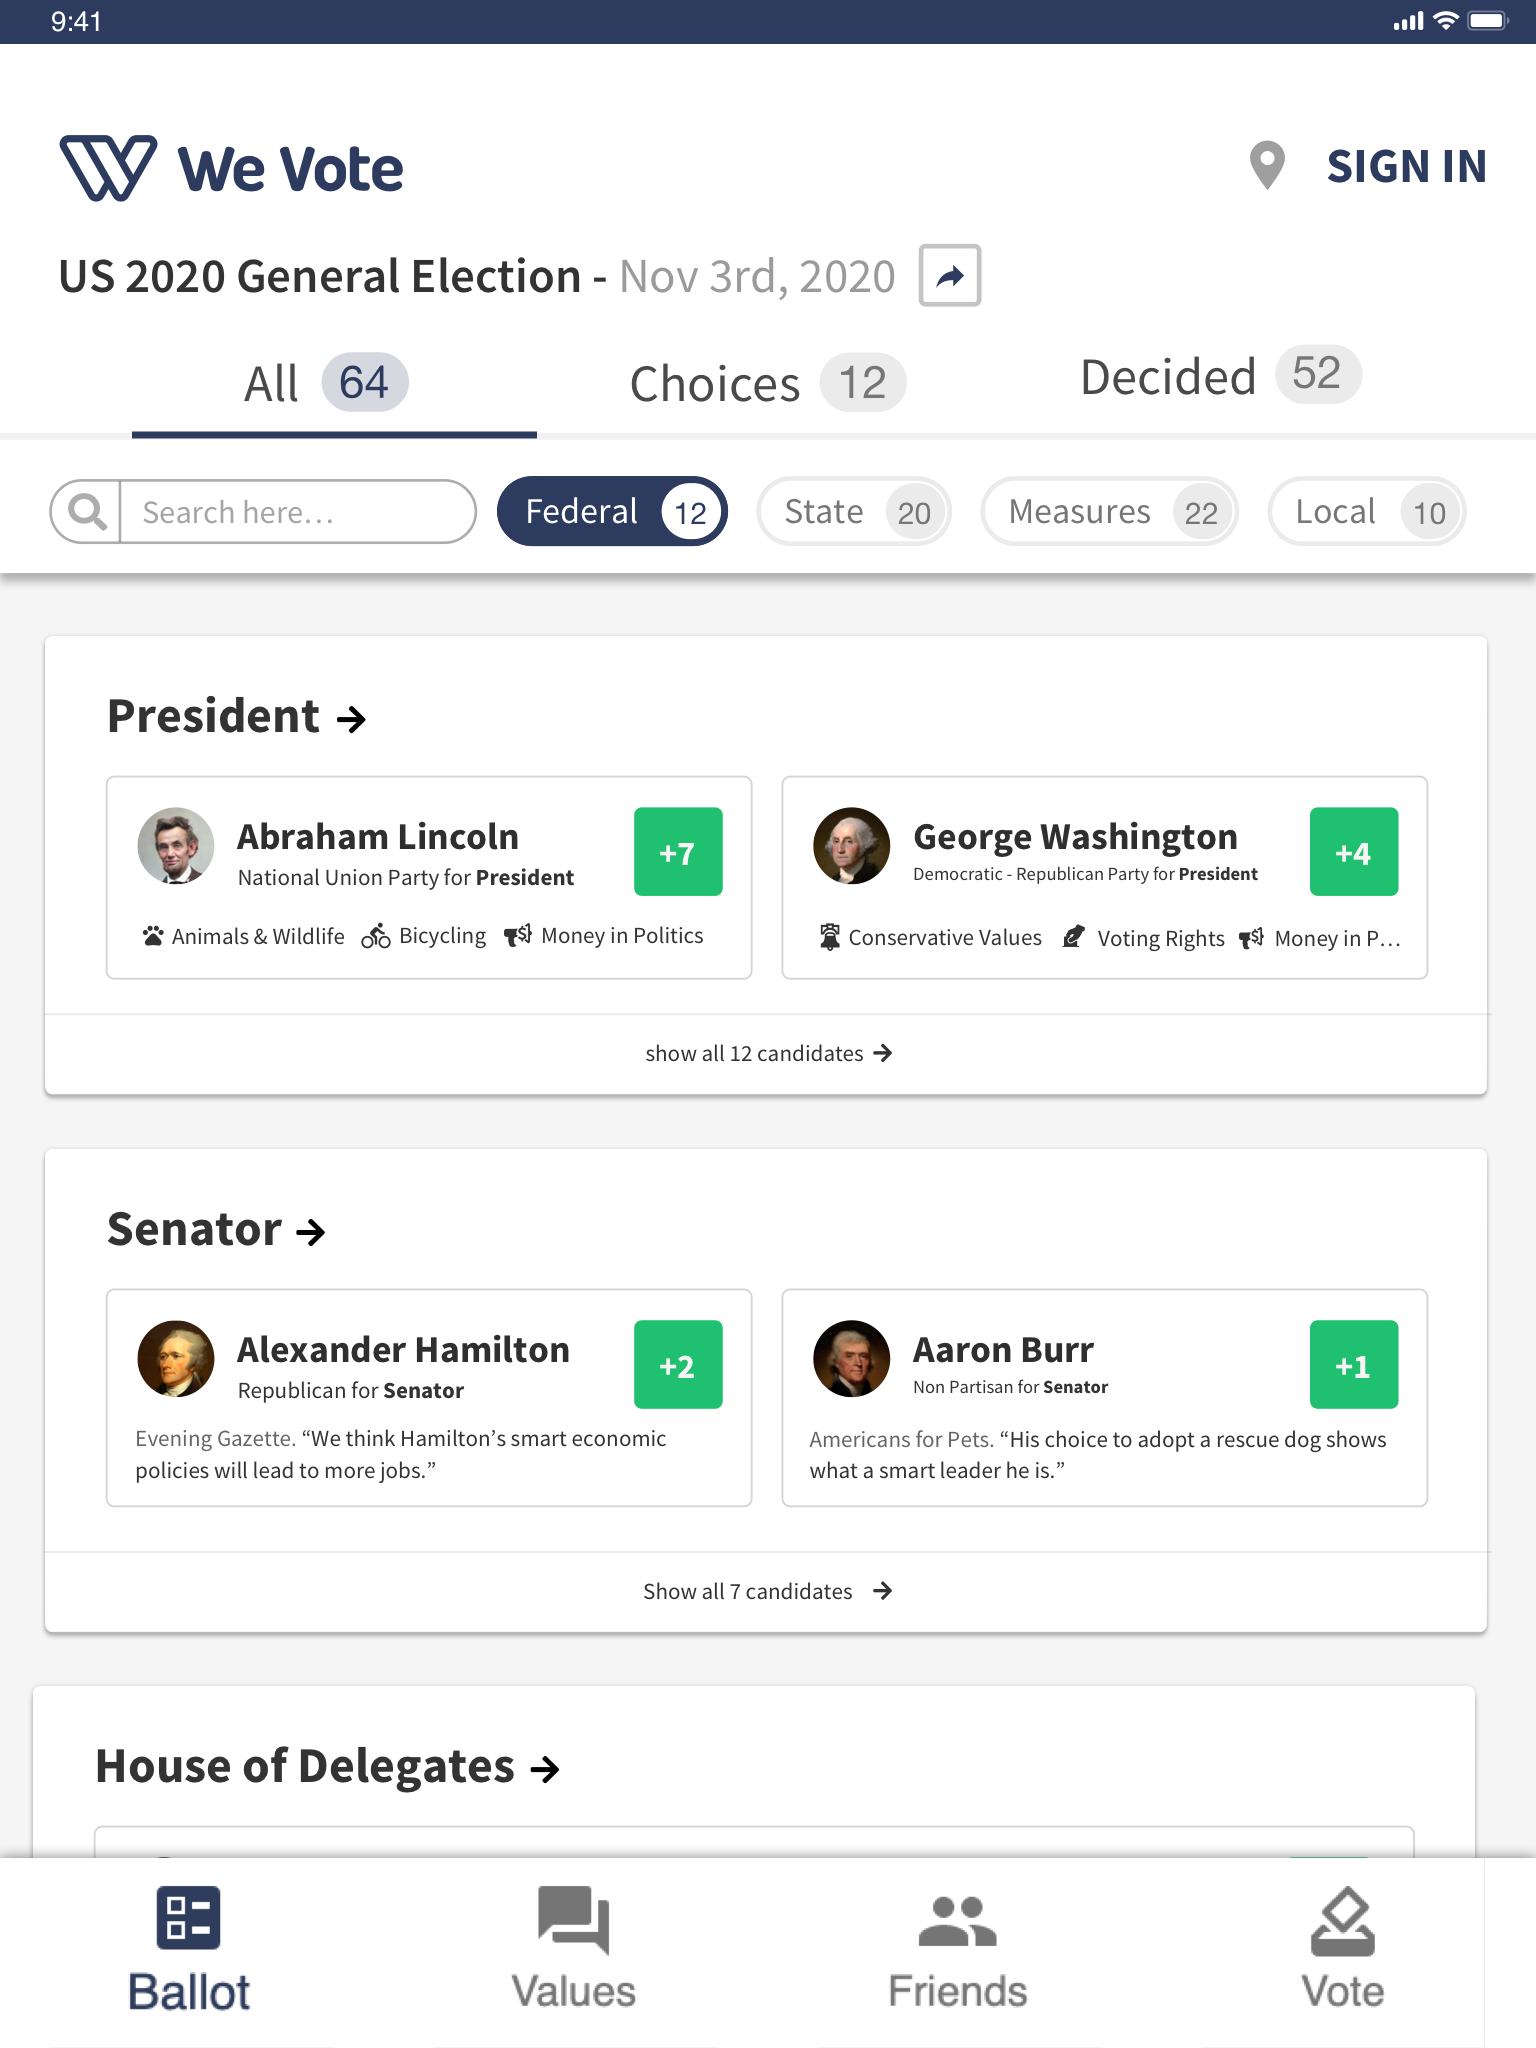 9:41
We Vote
SIGN IN
US 2020 General Election - Nov 3rd, 2020
All 64
Choices 12
Decided 52
Search here...
Federal 12
State 20
Measures 22
Local 10
President
Abraham Lincoln
National Union Party for President
+7
Animals & Wildlife
Bicycling
Money in Politics
George Washington
Democratic - Republican Party for President
+4
Conservative Values
Voting Rights
Money in P...
show all 12 candidates
Senator
Alexander Hamilton
Republican for Senator
+2
Evening Gazette. “We think Hamilton’s smart economic
policies will lead to more jobs.”
Aaron Burr
Non Partisan for Senator
+1
Americans for Pets. “His choice to adopt a rescue dog shows
what a smart leader he is.”
Show all 7 candidates
House of Delegates
Ballot
Values
Friends
Vote